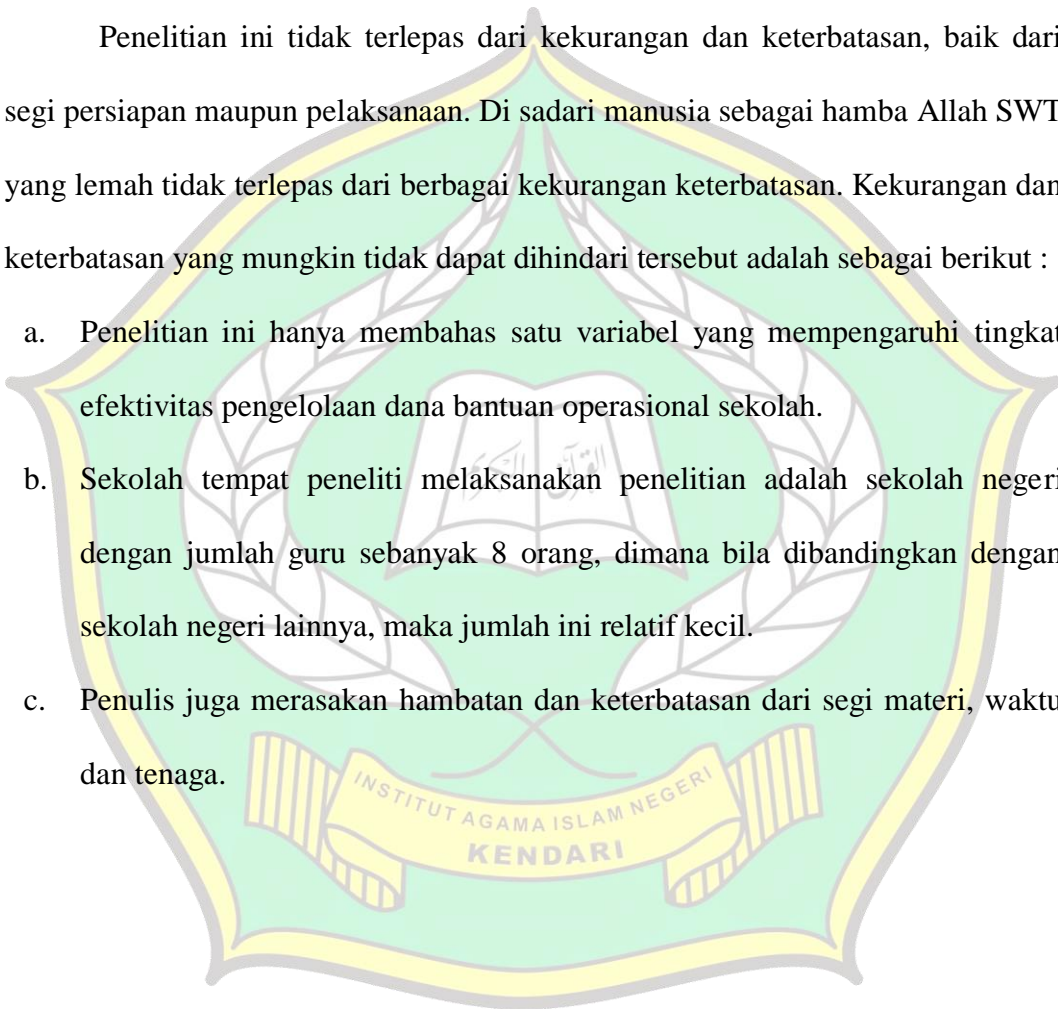 Penelitian ini tidak terlepas dari kekurangan dan keterbatasan, baik dari
segi persiapan maupun pelaksanaan. Di sadari manusia sebagai hamba Allah SWT
yang lemah tidak terlepas dari berbagai kekurangan keterbatasan. Kekurangan dan
keterbatasan yang mungkin tidak dapat dihindari tersebut adalah sebagai berikut :
a. Penelitian ini hanya membahas satu variabel yang mempengaruhi tingkat
efektivitas pengelolaan dana bantuan operasional sekolah.
b. Sekolah tempat peneliti melaksanakan penelitian adalah sekolah negeri
dengan jumlah guru sebanyak 8 orang, dimana bila dibandingkan dengan
sekolah negeri lainnya, maka jumlah ini relatif kecil.
c. Penulis juga merasakan hambatan dan keterbatasan dari segi materi, waktu
dan tenaga.
INSTITUT AGAMA ISLAM NEGERI
KENDARI